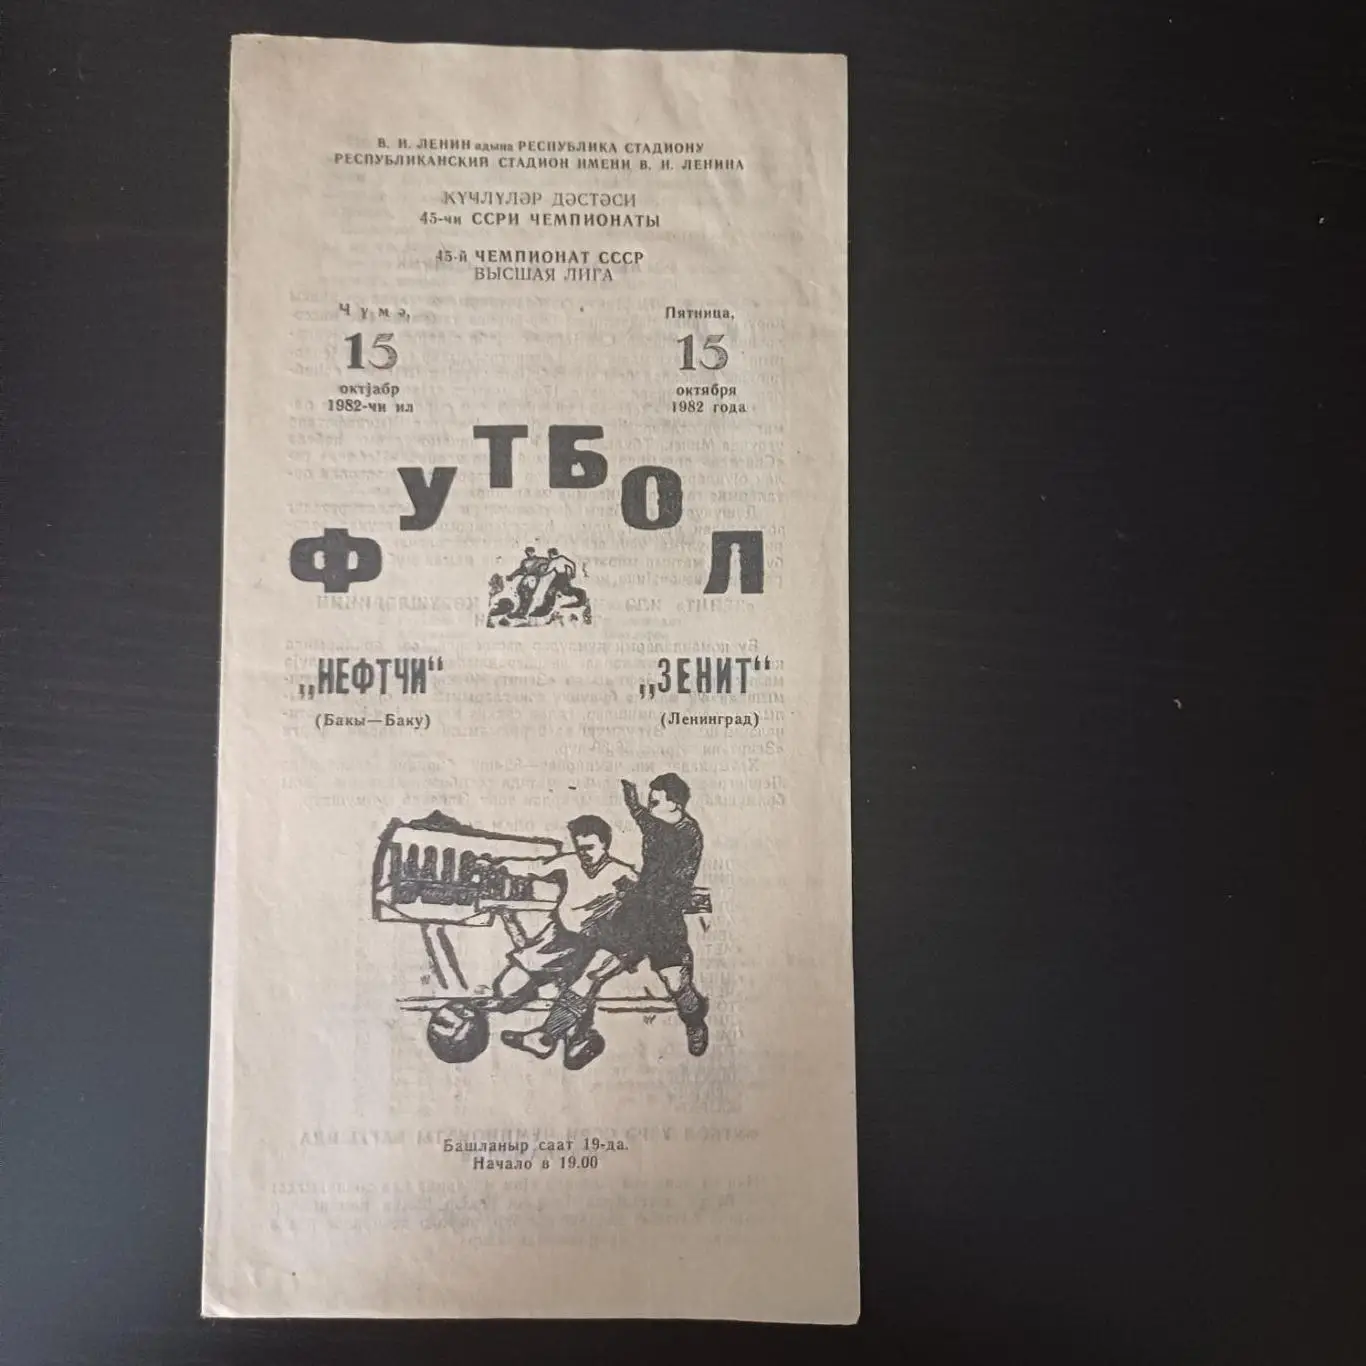 В. И. ЛЕНИН адына РЕСПУБЛИКА СТАДИОНУ
РЕСПУБЛИКАНСКИЙ СТАДИОН ИМЕНИ В. И. ЛЕНИНА
КҮЧЛҮЛӘР ДӘСТӘСИ
45-чи ССРИ ЧЕМПИОНАТЫ
45-й ЧЕМПИОНАТ СССР
ВЫСШАЯ ЛИГА
Ҹүмә,
15
октјабр
1982-чи ил
Пятница,
15
октября
1982 года
ФУТБОЛ
„НЕФТЧИ“
(Бакы—Баку)
„ЗЕНИТ“
(Ленинград)
Башланыр саат 19-да.
Начало в 19.00